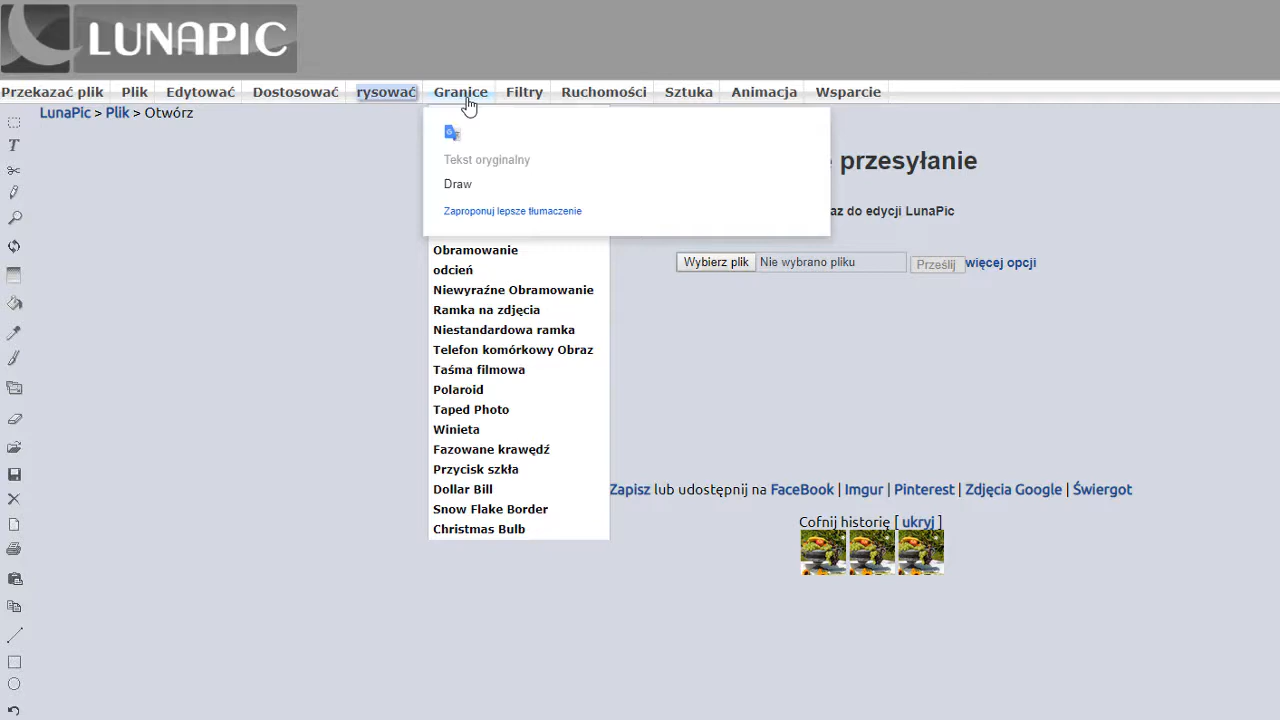 LUNAPIC
Przekazać plik Plik Edytować Dostosować rysować Granice Filtry Ruchomości Sztuka Animacja Wsparcie
LunaPic > Plik > Otwórz
T
Tekst oryginalny
Draw
Zaproponuj lepsze tłumaczenie
przesyłanie
do edycji LunaPic
Wybierz plik Nie wybrano pliku Prześlij więcej opcji
Obramowanie
odcień
Niewyraźne Obramowanie
Ramka na zdjęcia
Niestandardowa ramka
Telefon komórkowy Obraz
Taśma filmowa
Polaroid
Taped Photo
Winieta
Fazowane krawędź
Przycisk szkła
Dollar Bill
Snow Flake Border
Christmas Bulb
Zapisz lub udostępnij na FaceBook | Imgur | Pinterest | Zdjęcia Google | Świergot
Cofnij historię [ ukryj ]